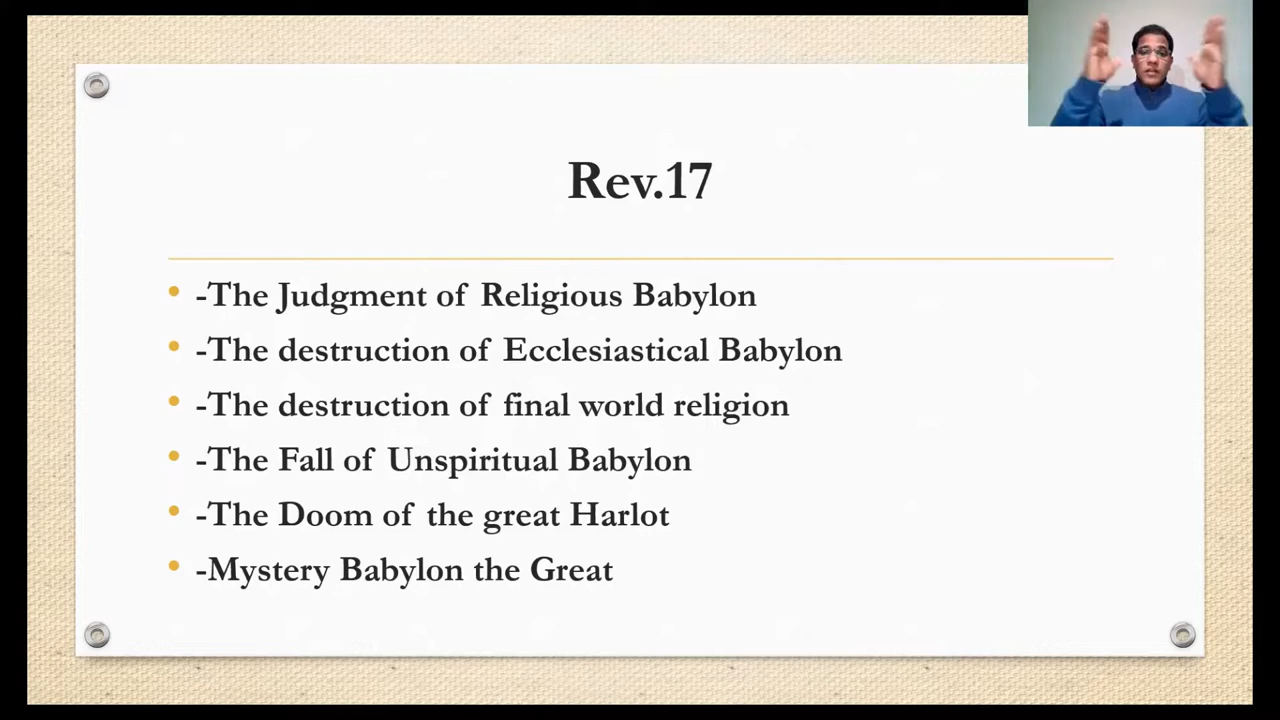 Rev.17
• -The Judgment of Religious Babylon
• -The destruction of Ecclesiastical Babylon
• -The destruction of final world religion
• -The Fall of Unspiritual Babylon
• -The Doom of the great Harlot
• -Mystery Babylon the Great